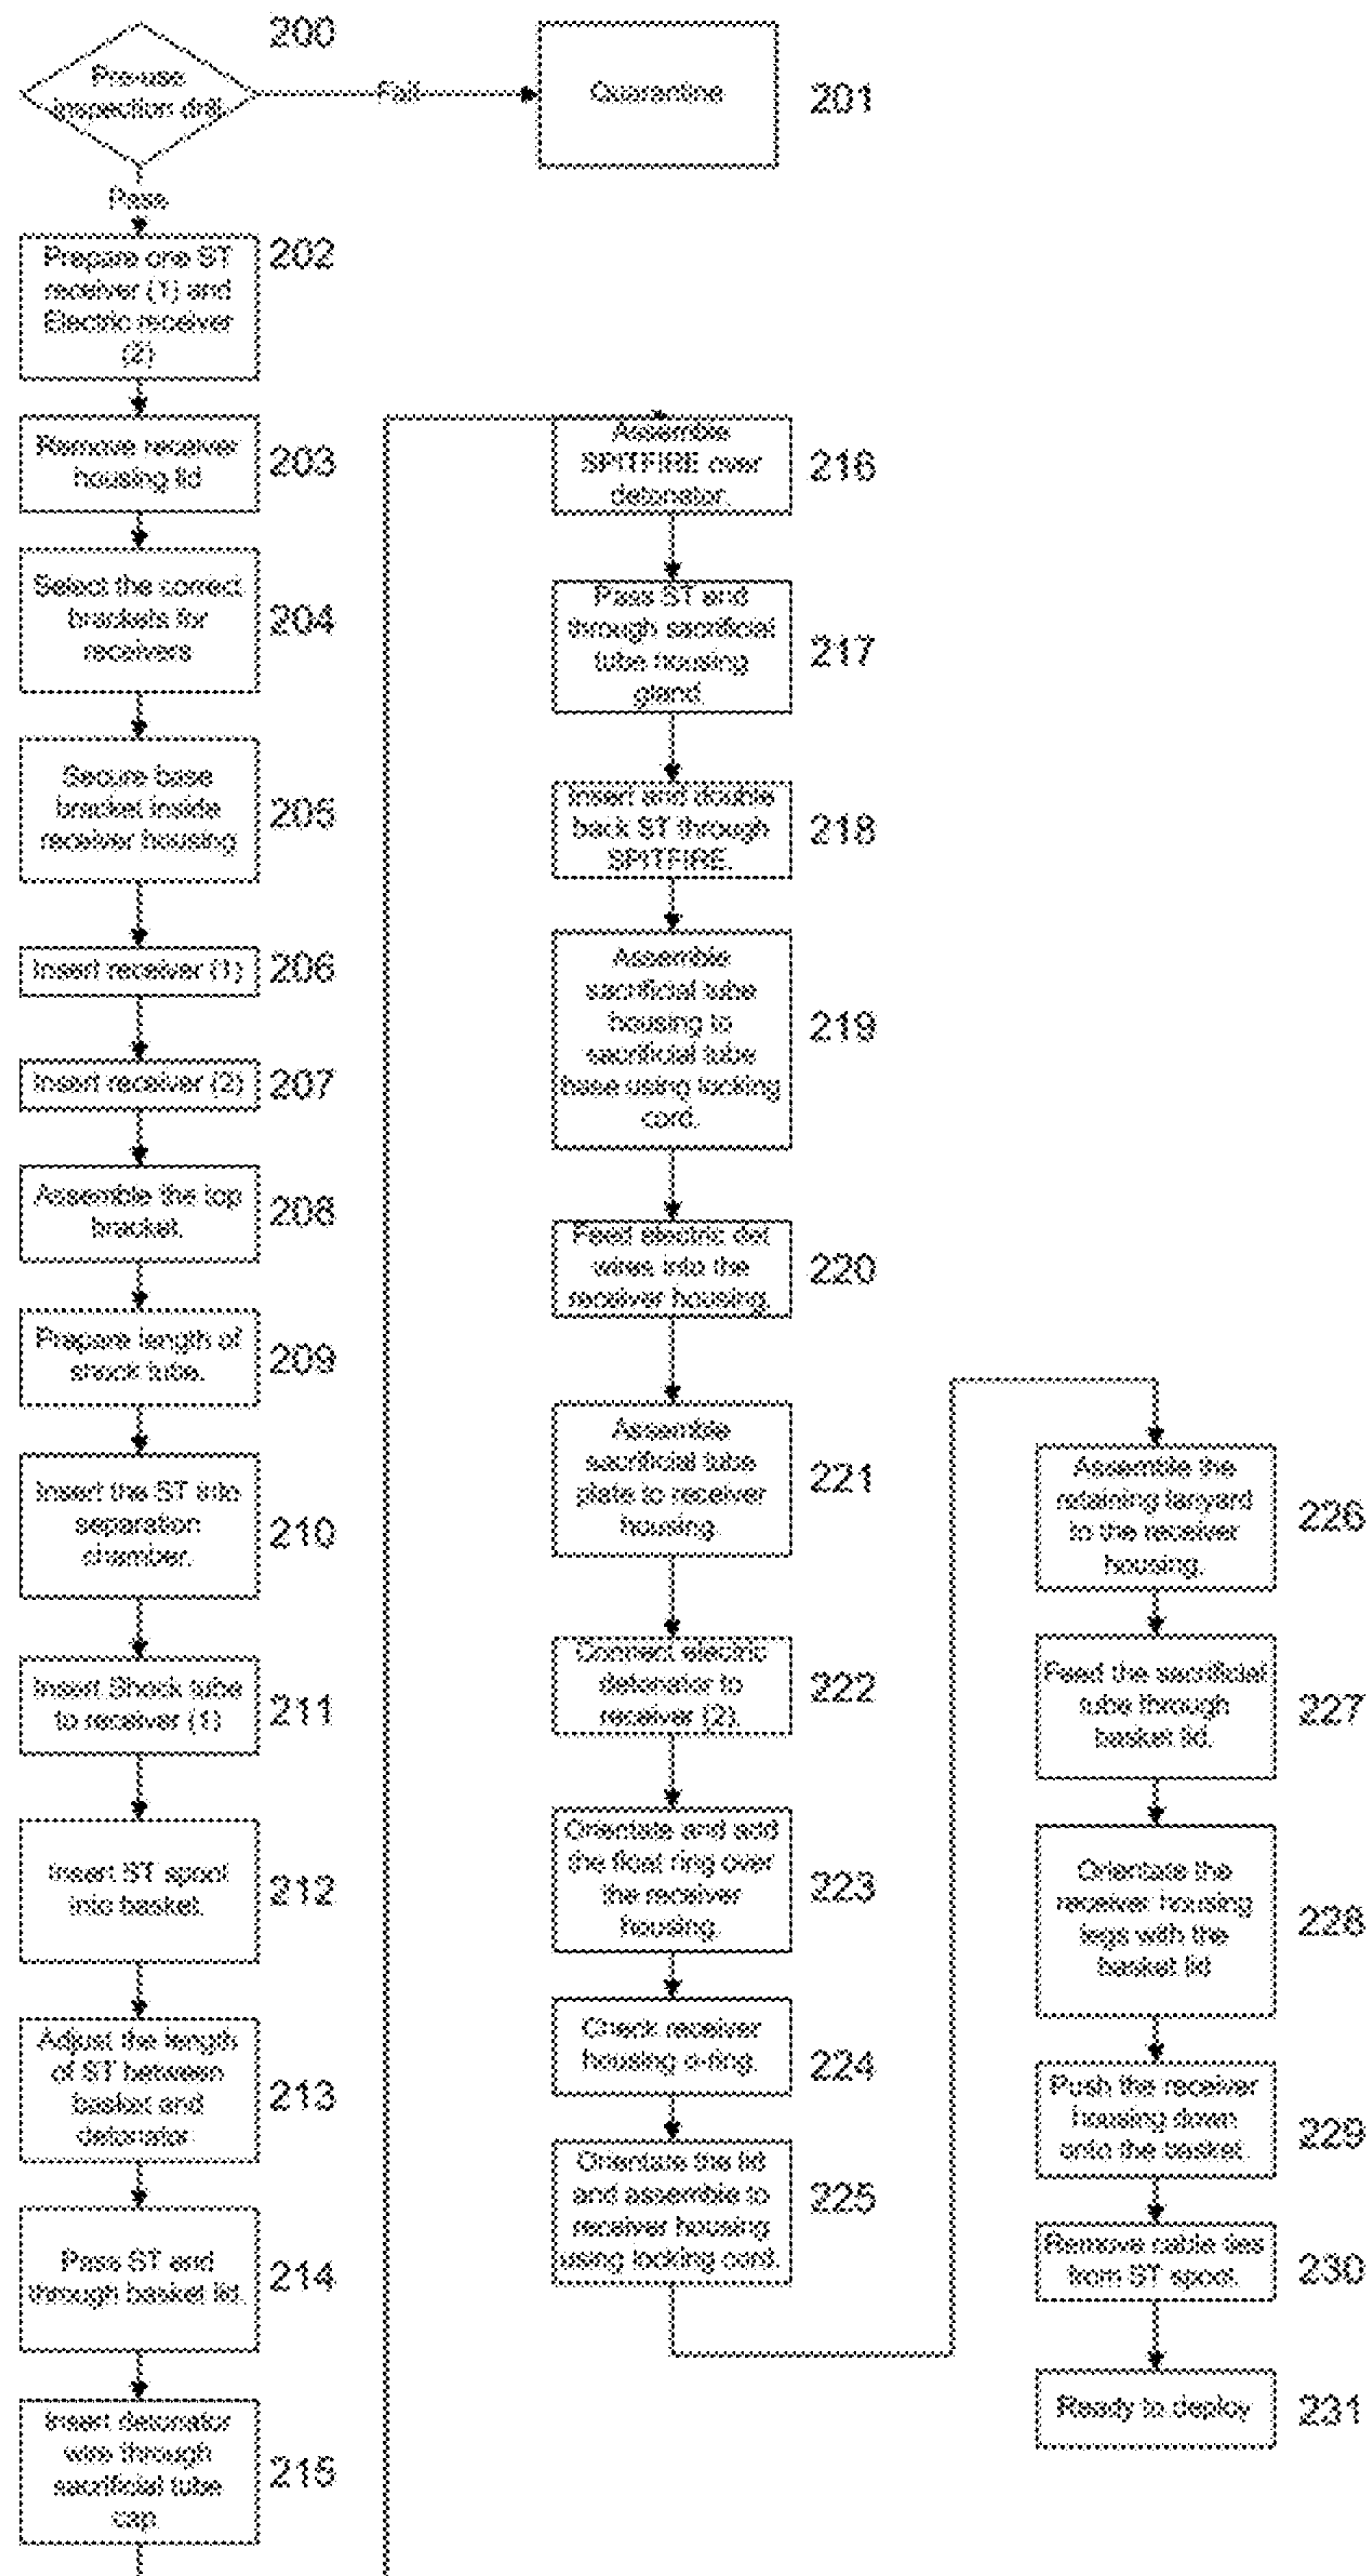 200
Pre-use
inspection drill.
Fail
Quarantine
201
Pass
Prepare one ST
receiver (1) and
Electric receiver
(2)
202
Remove receiver
housing lid
203
Select the correct
brackets for
receivers
204
Secure base
bracket inside
receiver housing
205
Insert receiver (1)
206
Insert receiver (2)
207
Assemble the top
bracket.
208
Prepare length of
shock tube.
209
Insert the ST into
separation
chamber.
210
Insert Shock tube
to receiver (1)
211
Insert ST spool
into basket.
212
Adjust the length
of ST between
basket and
detonator.
213
Pass ST end
through basket lid.
214
Insert detonator
wire through
sacrificial tube
cap.
215
Assemble
SPITFIRE over
detonator.
216
Pass ST end
through sacrificial
tube housing
gland.
217
Insert and double
back ST through
SPITFIRE.
218
Assemble
sacrificial tube
housing to
sacrificial tube
base using locking
cord.
219
Feed electric det
wires into the
receiver housing.
220
Assemble
sacrificial tube
plate to receiver
housing.
221
Connect electric
detonator to
receiver (2).
222
Orientate and add
the float ring over
the receiver
housing.
223
Check receiver
housing o-ring.
224
Orientate the lid
and assemble to
receiver housing
using locking cord.
225
Assemble the
retaining lanyard
to the receiver
housing.
226
Feed the sacrificial
tube through
basket lid.
227
Orientate the
receiver housing
legs with the
basket lid
228
Push the receiver
housing down
onto the basket.
229
Remove cable ties
from ST spool.
230
Ready to deploy
231